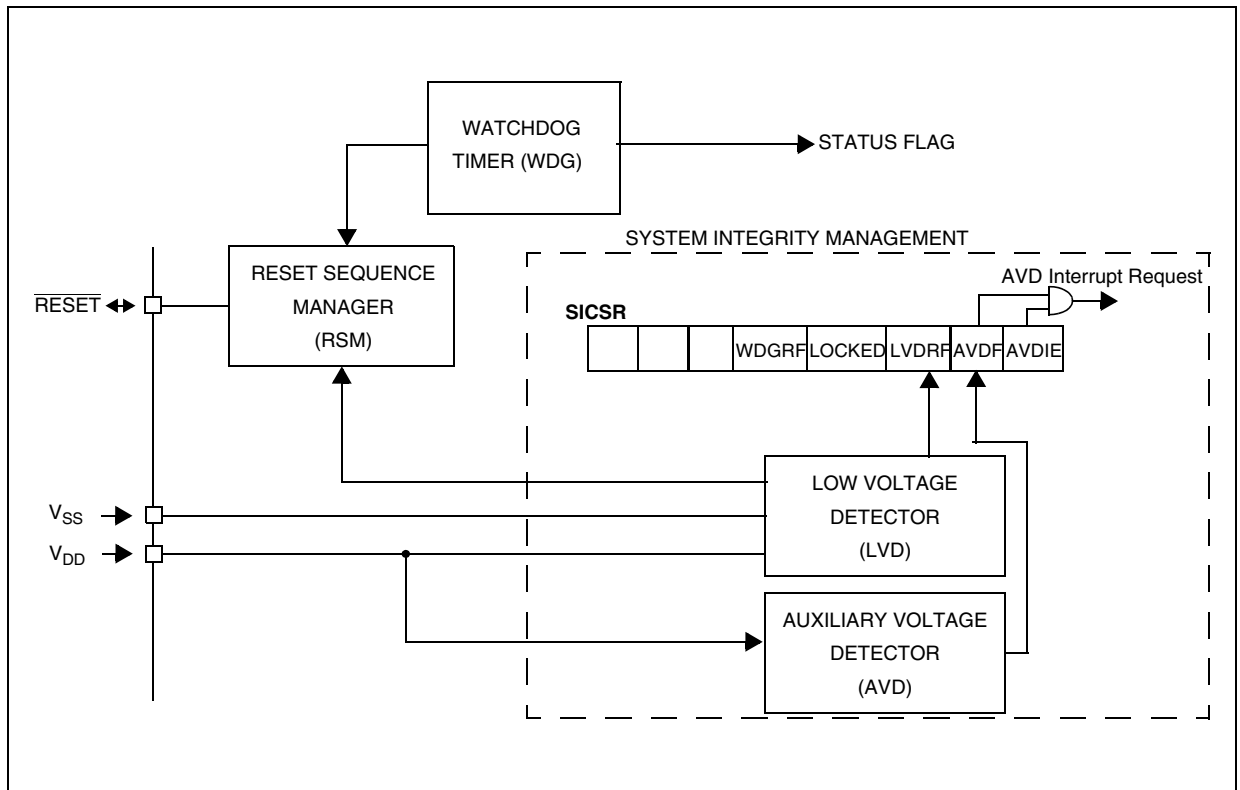 WATCHDOG
TIMER (WDG)
STATUS FLAG
SYSTEM INTEGRITY MANAGEMENT
RESET SEQUENCE
MANAGER
(RSM)
RESET
AVD Interrupt Request
SICSR
WDGRF LOCKED LVDRF AVDF AVDIE
LOW VOLTAGE
DETECTOR
(LVD)
VSS
VDD
AUXILIARY VOLTAGE
DETECTOR
(AVD)